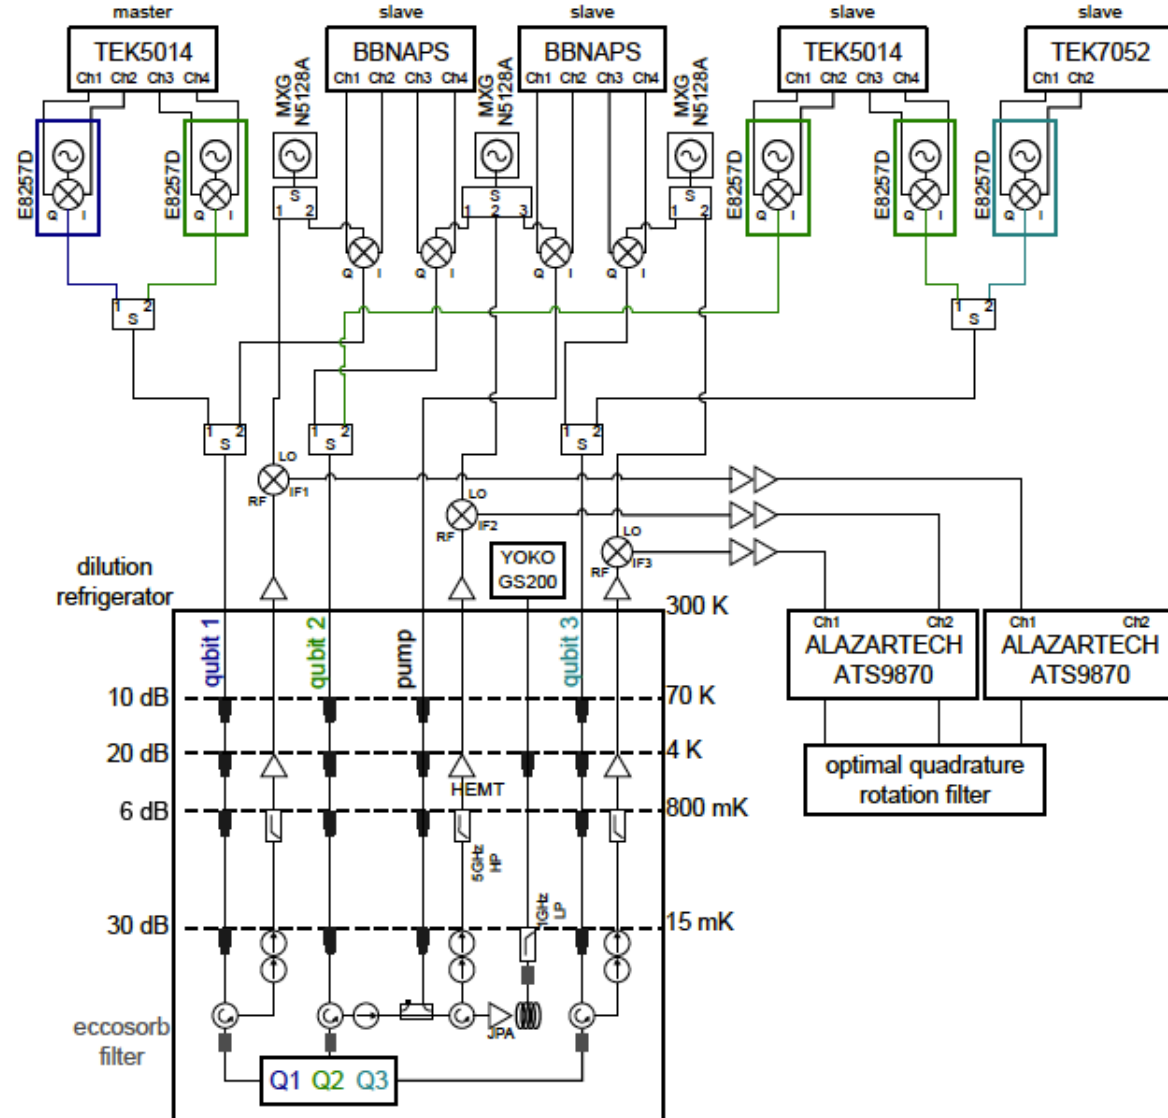 master slave slave slave slave
TEK5014 BBNAPS BBNAPS TEK5014 TEK7052
Ch1 Ch2 Ch3 Ch4 Ch1 Ch2 Ch3 Ch4 Ch1 Ch2 Ch3 Ch4 Ch1 Ch2 Ch3 Ch4 Ch1 Ch2
MXG
N5128A
MXG
N5128A
MXG
N5128A
E8257D
E8257D
E8257D
E8257D
E8257D
Q I Q I Q I Q I Q I
S S S
1 2 1 2 3 1 2
Q I Q I Q I Q I
1 2 1 2
S S
1 2 1 2 1 2
S S S
LO
RF IF1
LO
RF IF2
LO
RF IF3
YOKO
GS200
dilution
refrigerator
300 K
Ch1 Ch2 Ch1 Ch2
ALAZARTECH ALAZARTECH
ATS9870 ATS9870
qubit 1
qubit 2
pump
qubit 3
10 dB 70 K
20 dB 4 K
HEMT
optimal quadrature
rotation filter
6 dB 800 mK
5GHz
HP
1GHz
LP
30 dB 15 mK
JPA
eccosorb
filter
Q1 Q2 Q3